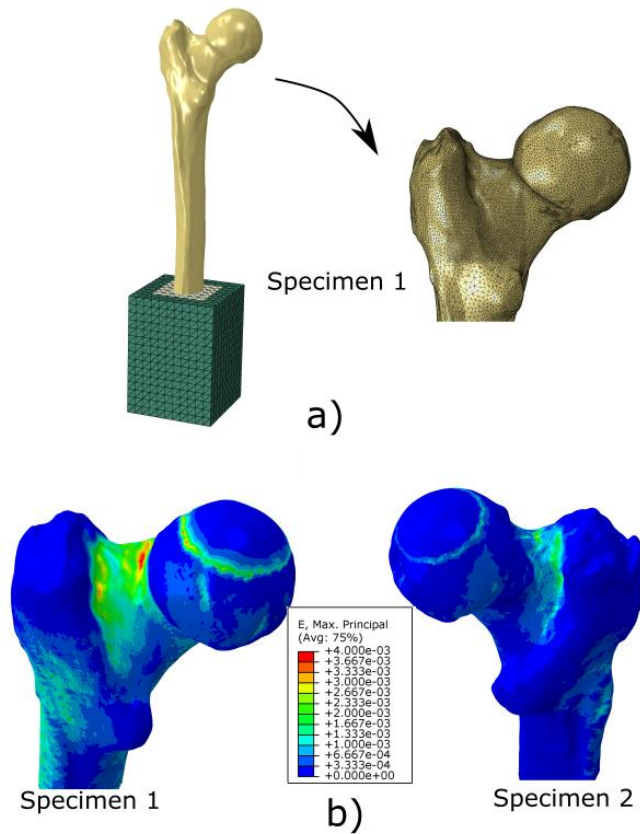 Specimen 1
a)
E, Max. Principal
(Avg: 75%)
+4.000e-03
+3.667e-03
+3.333e-03
+3.000e-03
+2.667e-03
+2.333e-03
+2.000e-03
+1.667e-03
+1.333e-03
+1.000e-03
+6.667e-04
+3.333e-04
+0.000e+00
Specimen 1
Specimen 2
b)